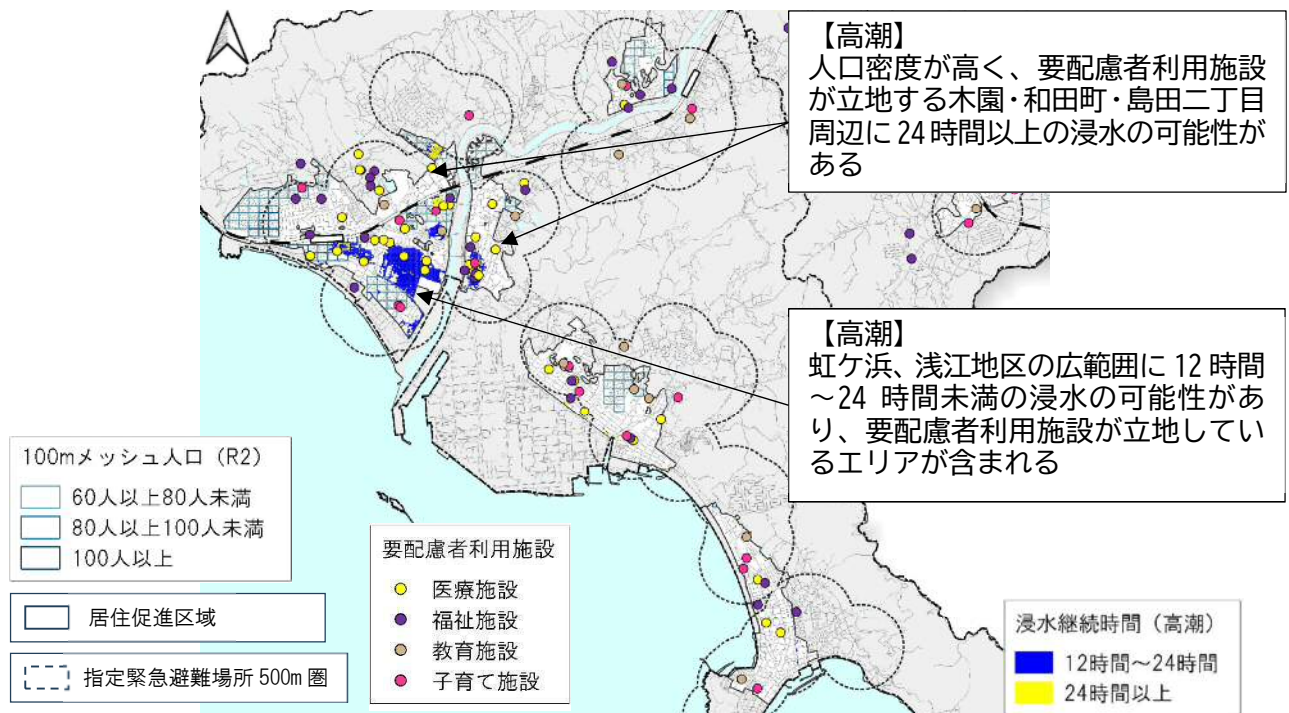 【高潮】
人口密度が高く、要配慮者利用施設
が立地する木園・和田町・島田二丁目
周辺に 24 時間以上の浸水の可能性が
ある
【高潮】
虹ケ浜、浅江地区の広範囲に 12 時間
～24 時間未満の浸水の可能性があ
り、要配慮者利用施設が立地してい
るエリアが含まれる
100mメッシュ人口（R2）
60人以上80人未満
80人以上100人未満
100人以上
居住促進区域
指定緊急避難場所 500m 圏
要配慮者利用施設
医療施設
福祉施設
教育施設
子育て施設
浸水継続時間（高潮）
12時間～24時間
24時間以上